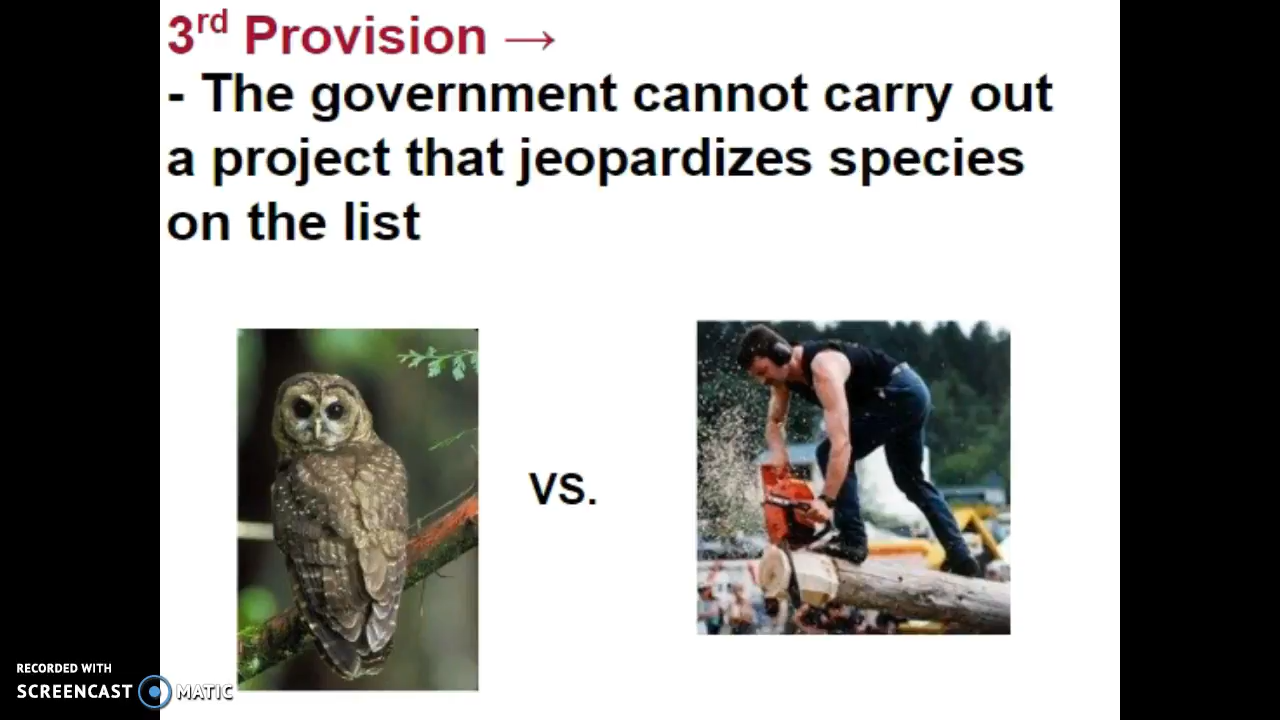 3rd Provision →
- The government cannot carry out
a project that jeopardizes species
on the list
VS.
RECORDED WITH
SCREENCAST MATIC